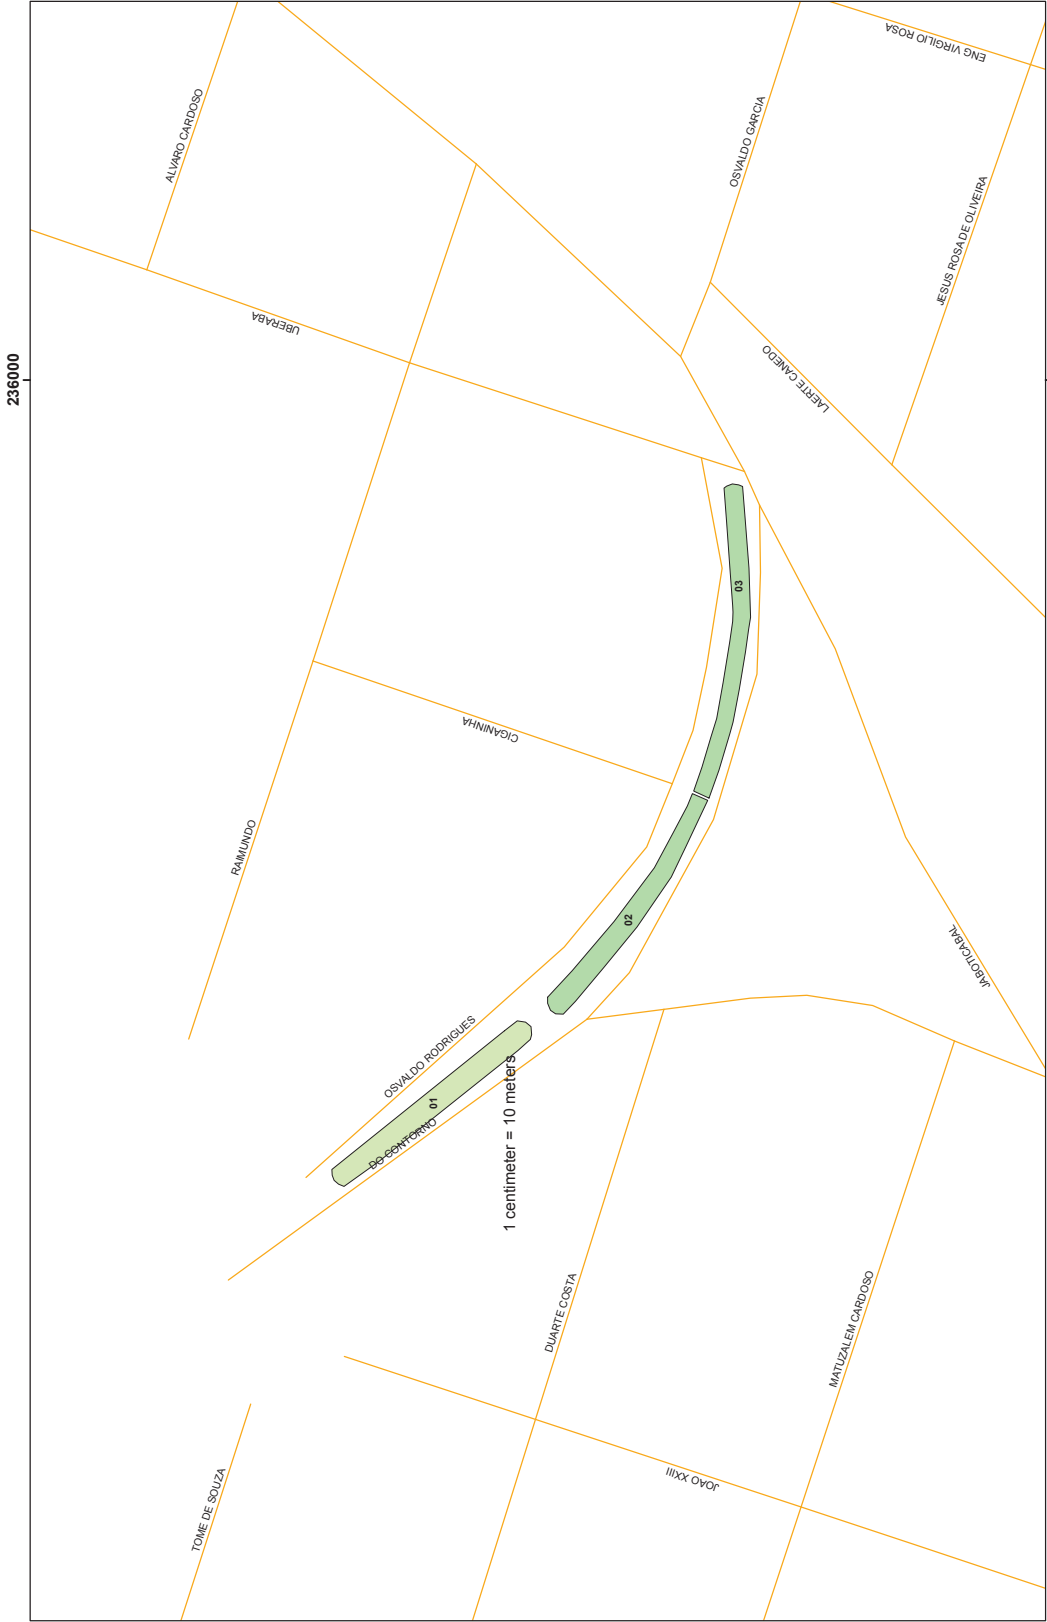 ENG VIRGILIO ROSA
ALVARO CARDOSO
OSVALDO GARCIA
JESUS ROSA DE OLIVEIRA
UBERABA
236000
LAERTE CANEDO
03
CIGANINHA
RAIMUNDO
02
JABOTICABAL
OSVALDO RODRIGUES
01
DO CONTORNO
1 centimeter = 10 meters
DUARTE COSTA
MATUZALEM CARDOSO
JOAO XXIII
TOME DE SOUZA